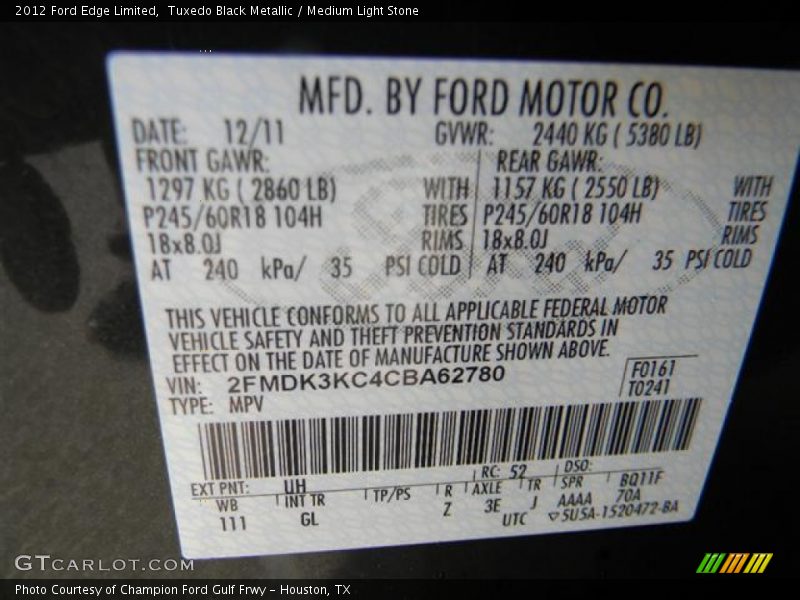 2012 Ford Edge Limited,  Tuxedo Black Metallic / Medium Light Stone
MFD. BY FORD MOTOR CO.
DATE: 12/11 GVWR: 2440 KG ( 5380 LB)
FRONT GAWR: REAR GAWR:
1297 KG ( 2860 LB) WITH 1157 KG ( 2550 LB) WITH
P245/60R18 104H TIRES P245/60R18 104H TIRES
18x8.0J RIMS 18x8.0J RIMS
AT 240 kPa/ 35 PSI COLD AT 240 kPa/ 35 PSI COLD
THIS VEHICLE CONFORMS TO ALL APPLICABLE FEDERAL MOTOR
VEHICLE SAFETY AND THEFT PREVENTION STANDARDS IN
EFFECT ON THE DATE OF MANUFACTURE SHOWN ABOVE.
VIN: 2FMDK3KC4CBA62780 F0161
TYPE: MPV T0241
EXT PNT: UH RC: 52 DSO:
WB INT TR TP/PS R AXLE TR SPR BQ11F
111 GL Z 3E J AAAA 70A
UTC ▽5U5A-1520472-BA
GTCARLOT.COM
Photo Courtesy of Champion Ford Gulf Frwy - Houston, TX